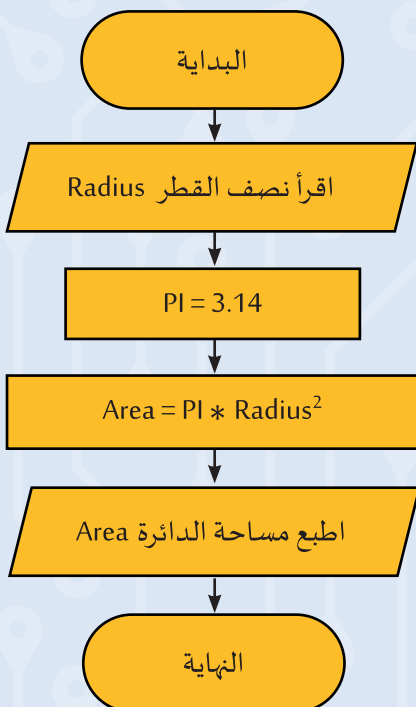 البداية
اقرأ نصف القطر Radius
PI = 3.14
Area = PI * Radius²
اطبع مساحة الدائرة Area
النهاية